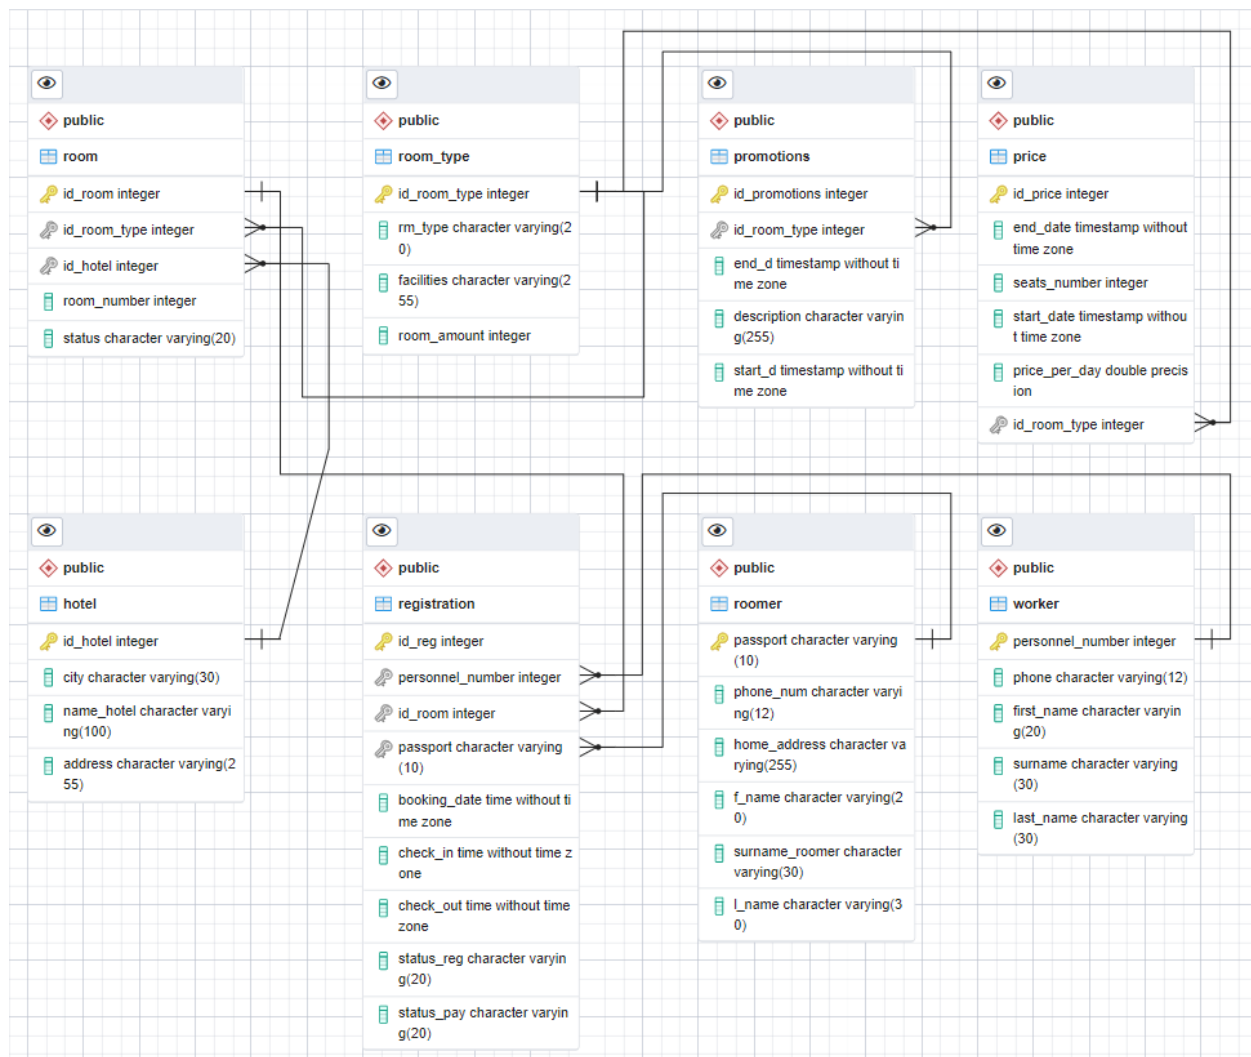 public
room
id_room integer
id_room_type integer
id_hotel integer
room_number integer
status character varying(20)
public
room_type
id_room_type integer
rm_type character varying(2
0)
facilities character varying(2
55)
room_amount integer
public
promotions
id_promotions integer
id_room_type integer
end_d timestamp without ti
me zone
description character varyin
g(255)
start_d timestamp without ti
me zone
public
price
id_price integer
end_date timestamp without
time zone
seats_number integer
start_date timestamp withou
t time zone
price_per_day double precis
ion
id_room_type integer
public
hotel
id_hotel integer
city character varying(30)
name_hotel character varyi
ng(100)
address character varying(2
55)
public
registration
id_reg integer
personnel_number integer
id_room integer
passport character varying
(10)
booking_date time without ti
me zone
check_in time without time z
one
check_out time without time
zone
status_reg character varyin
g(20)
status_pay character varyin
g(20)
public
roomer
passport character varying
(10)
phone_num character varyi
ng(12)
home_address character va
rying(255)
f_name character varying(2
0)
surname_roomer character
varying(30)
l_name character varying(3
0)
public
worker
personnel_number integer
phone character varying(12)
first_name character varyin
g(20)
surname character varying
(30)
last_name character varying
(30)